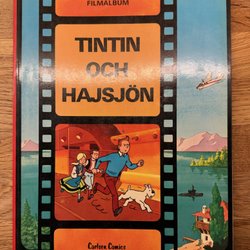 FILMALBUM
TINTIN
OCH
HAJSJÖN
Carlsen Comics